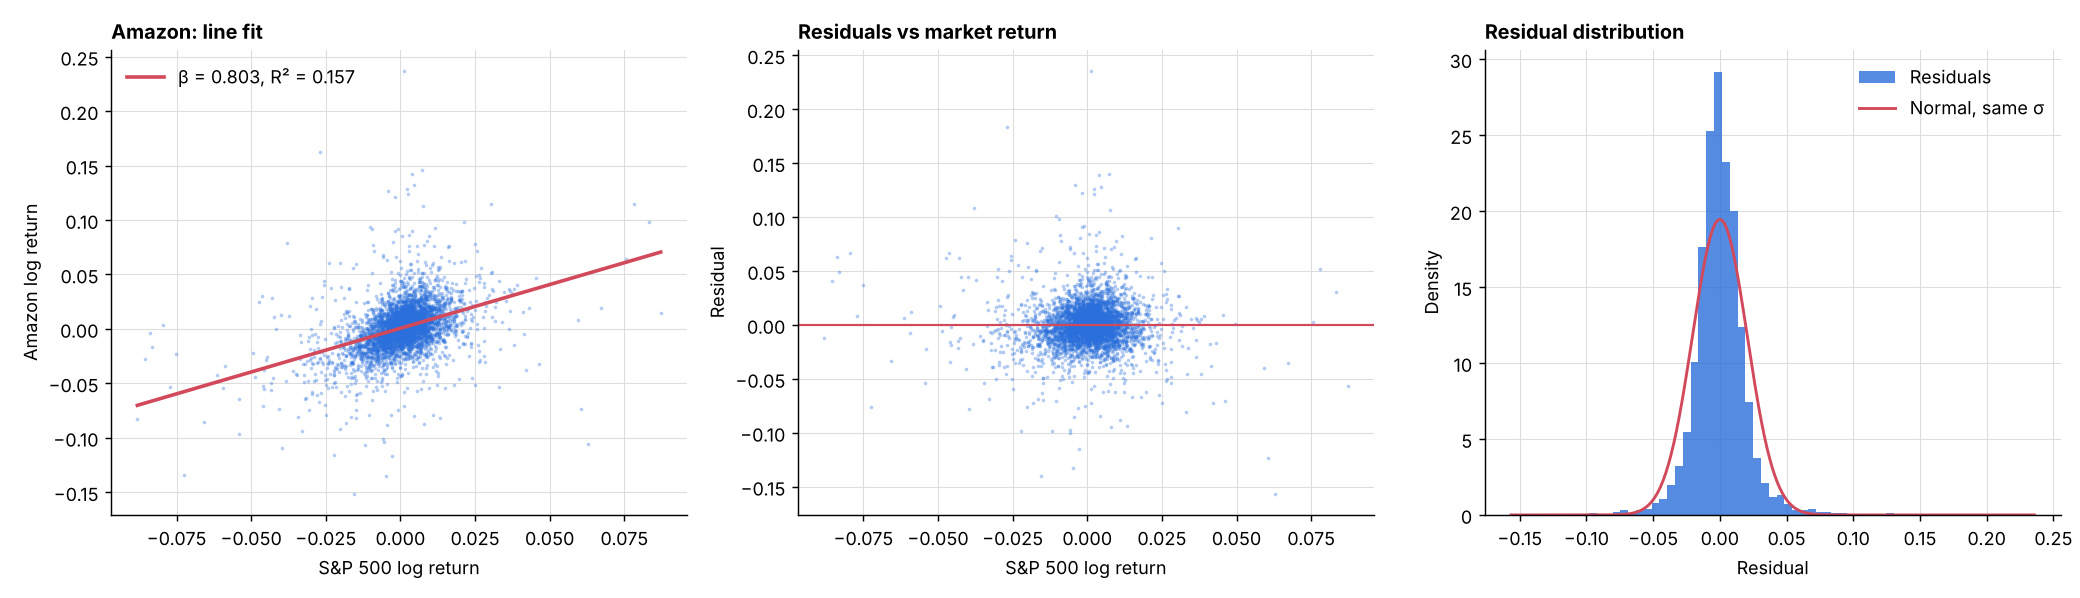 Amazon: line fit
β = 0.803, R² = 0.157
0.25
0.20
0.15
0.10
0.05
0.00
−0.05
−0.10
−0.15
Amazon log return
−0.075 −0.050 −0.025 0.000 0.025 0.050 0.075
S&P 500 log return
Residuals vs market return
0.25
0.20
0.15
0.10
0.05
0.00
−0.05
−0.10
−0.15
Residual
−0.075 −0.050 −0.025 0.000 0.025 0.050 0.075
S&P 500 log return
Residual distribution
Residuals
Normal, same σ
30
25
20
15
10
5
0
Density
−0.15 −0.10 −0.05 0.00 0.05 0.10 0.15 0.20 0.25
Residual